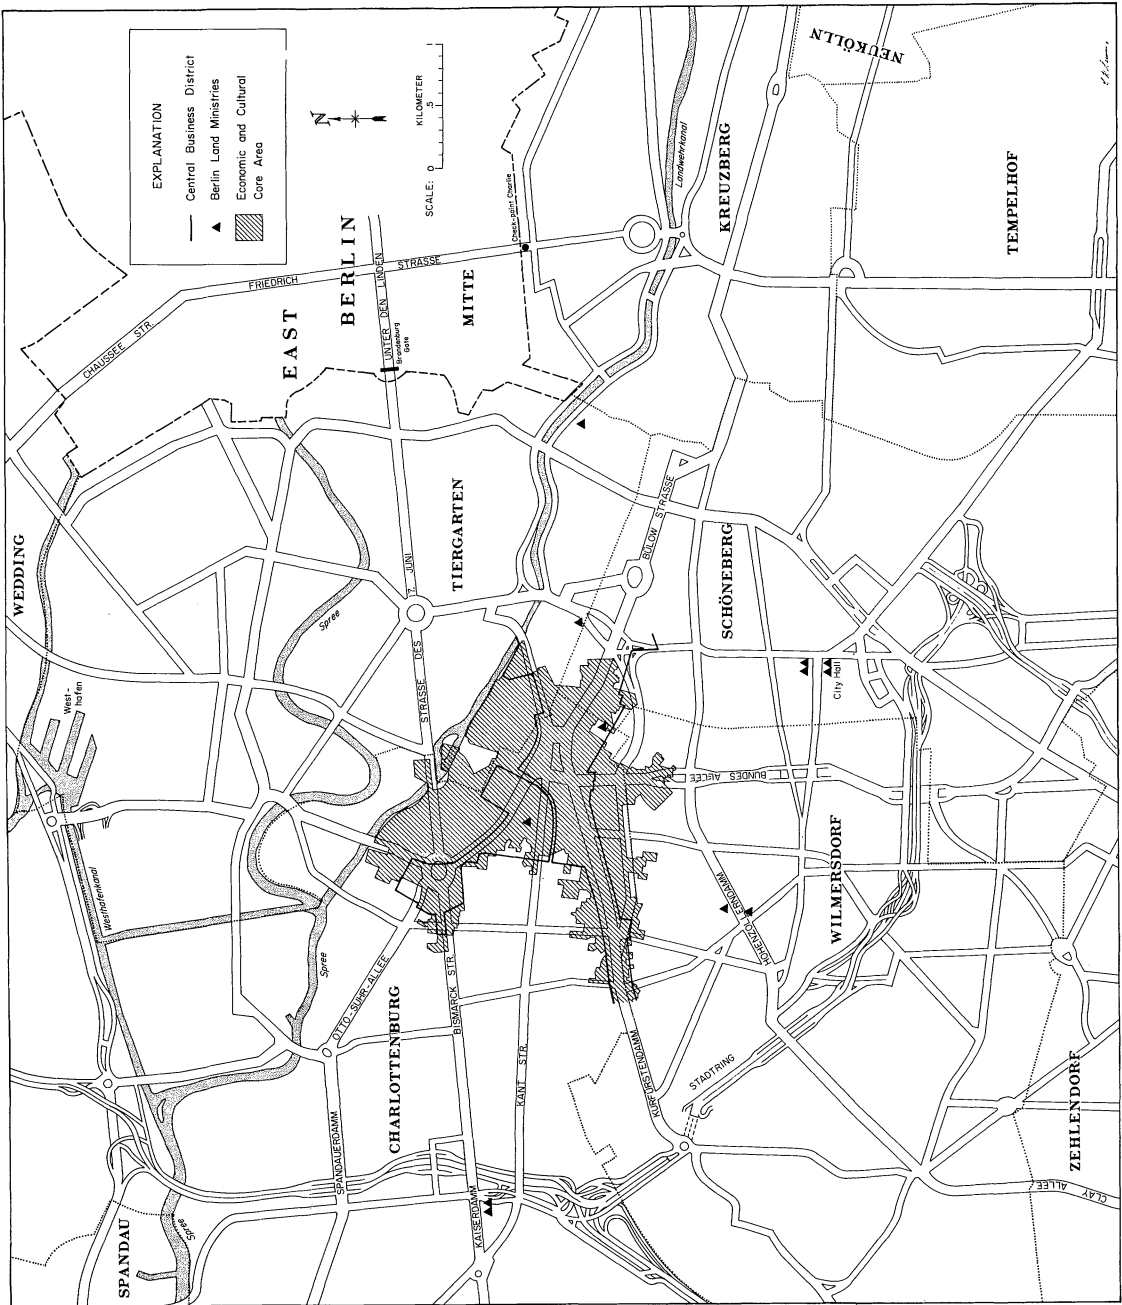 EXPLANATION
Central Business District
Berlin Land Ministries
Economic and Cultural
Core Area
N
SCALE: 0 .5
KILOMETER
NEUKÖLLN
KREUZBERG
TEMPELHOF
Landwehrkanal
Check-point Charlie
EAST
BERLIN
MITTE
CHAUSSEE STR.
FRIEDRICH
STRASSE
UNTER DEN LINDEN
Brandenburg
Gate
WEDDING
TIERGARTEN
SCHÖNEBERG
BÜLOW STRASSE
STRASSE DES
17. JUNI
Spree
West-
hafen
City Hall
BUNDES ALLEE
WILMERSDORF
HOHENZOLLERNDAMM
Westhafenkanal
Spree
OTTO-SUHR-ALLEE
BISMARCK STR.
CHARLOTTENBURG
KANT STR.
KURFÜRSTENDAMM
STADTRING
SPANDAUERDAMM
KAISERDAMM
SPANDAU
Spree
ZEHLENDORF
CLAY
ALLEE